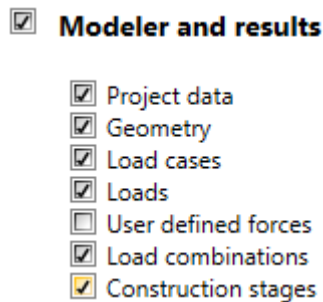 Modeler and results
Project data
Geometry
Load cases
Loads
User defined forces
Load combinations
Construction stages